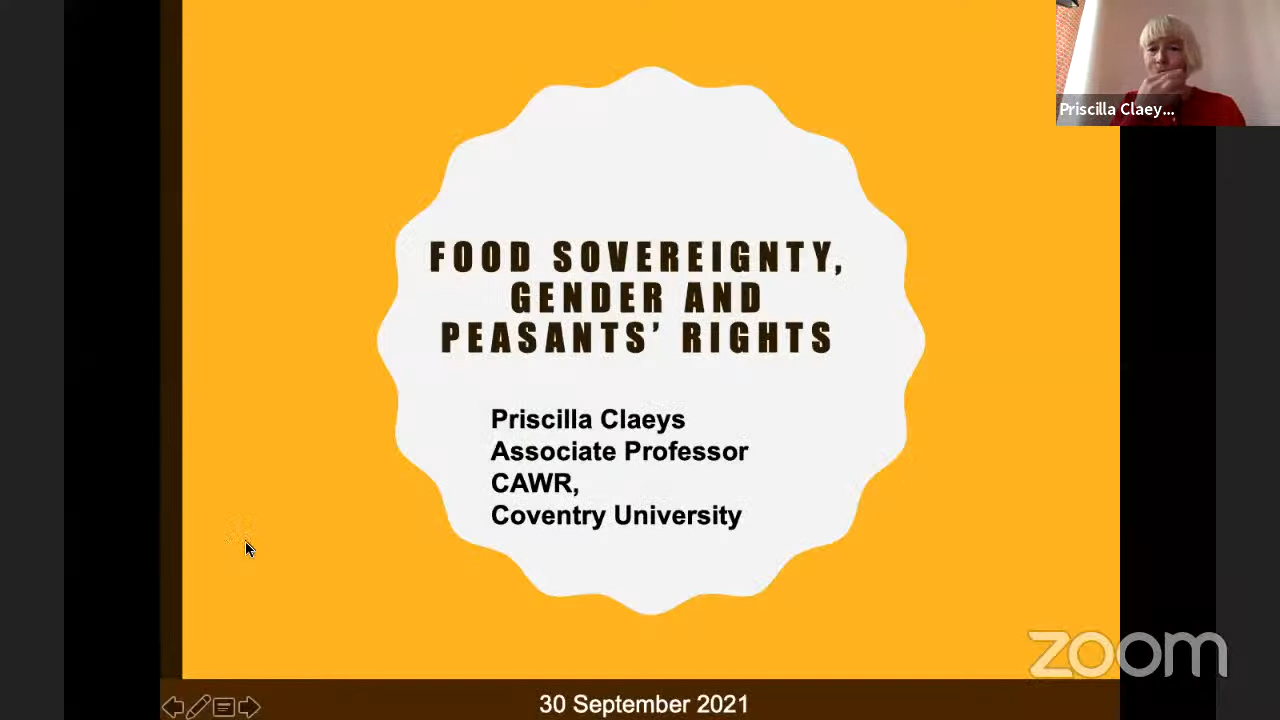 Priscilla Claey...
FOOD SOVEREIGNTY,
GENDER AND
PEASANTS’ RIGHTS
Priscilla Claeys
Associate Professor
CAWR,
Coventry University
zoom
30 September 2021